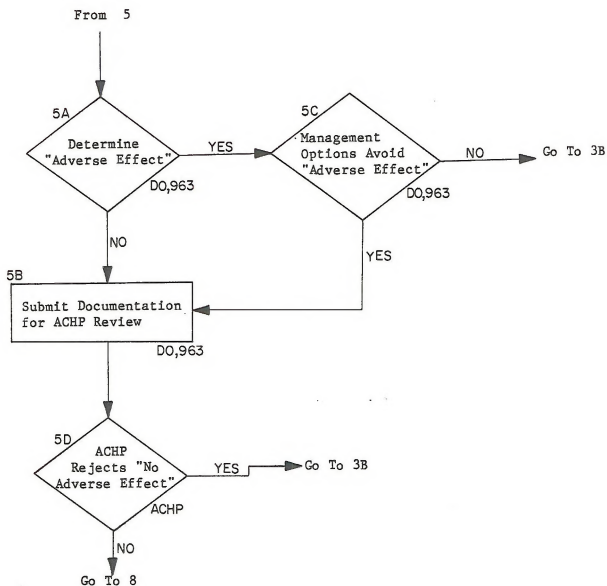 From 5
5A
Determine
"Adverse Effect"
DO,963
YES
5C
Management
Options Avoid
"Adverse Effect"
DO,963
NO
Go To 3B
NO
YES
5B
Submit Documentation
for ACHP Review
DO,963
5D
ACHP
Rejects "No
Adverse Effect"
ACHP
YES
Go To 3B
NO
Go To 8